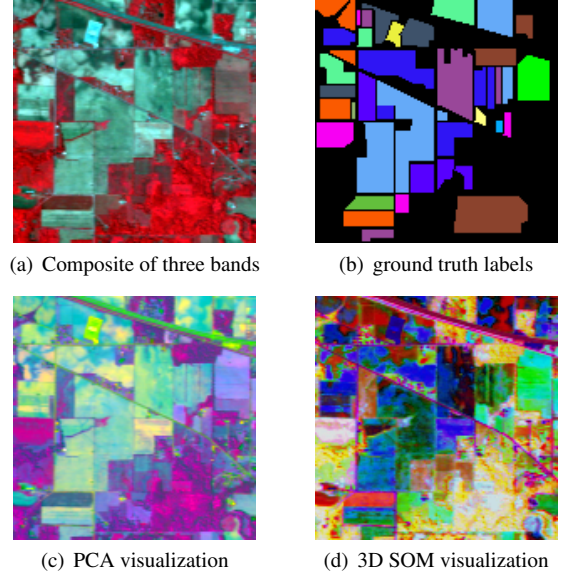 (a) Composite of three bands
(b) ground truth labels
(c) PCA visualization
(d) 3D SOM visualization